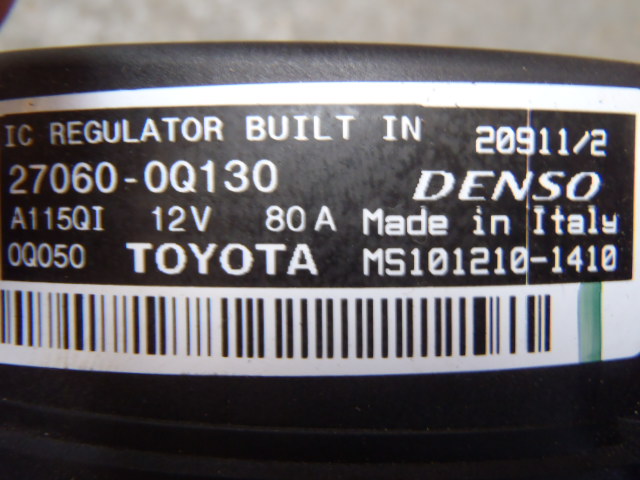 IC REGULATOR BUILT IN 20911/2
27060-0Q130 DENSO
A115QI 12V 80A Made in Italy
0Q050 TOYOTA MS101210-1410